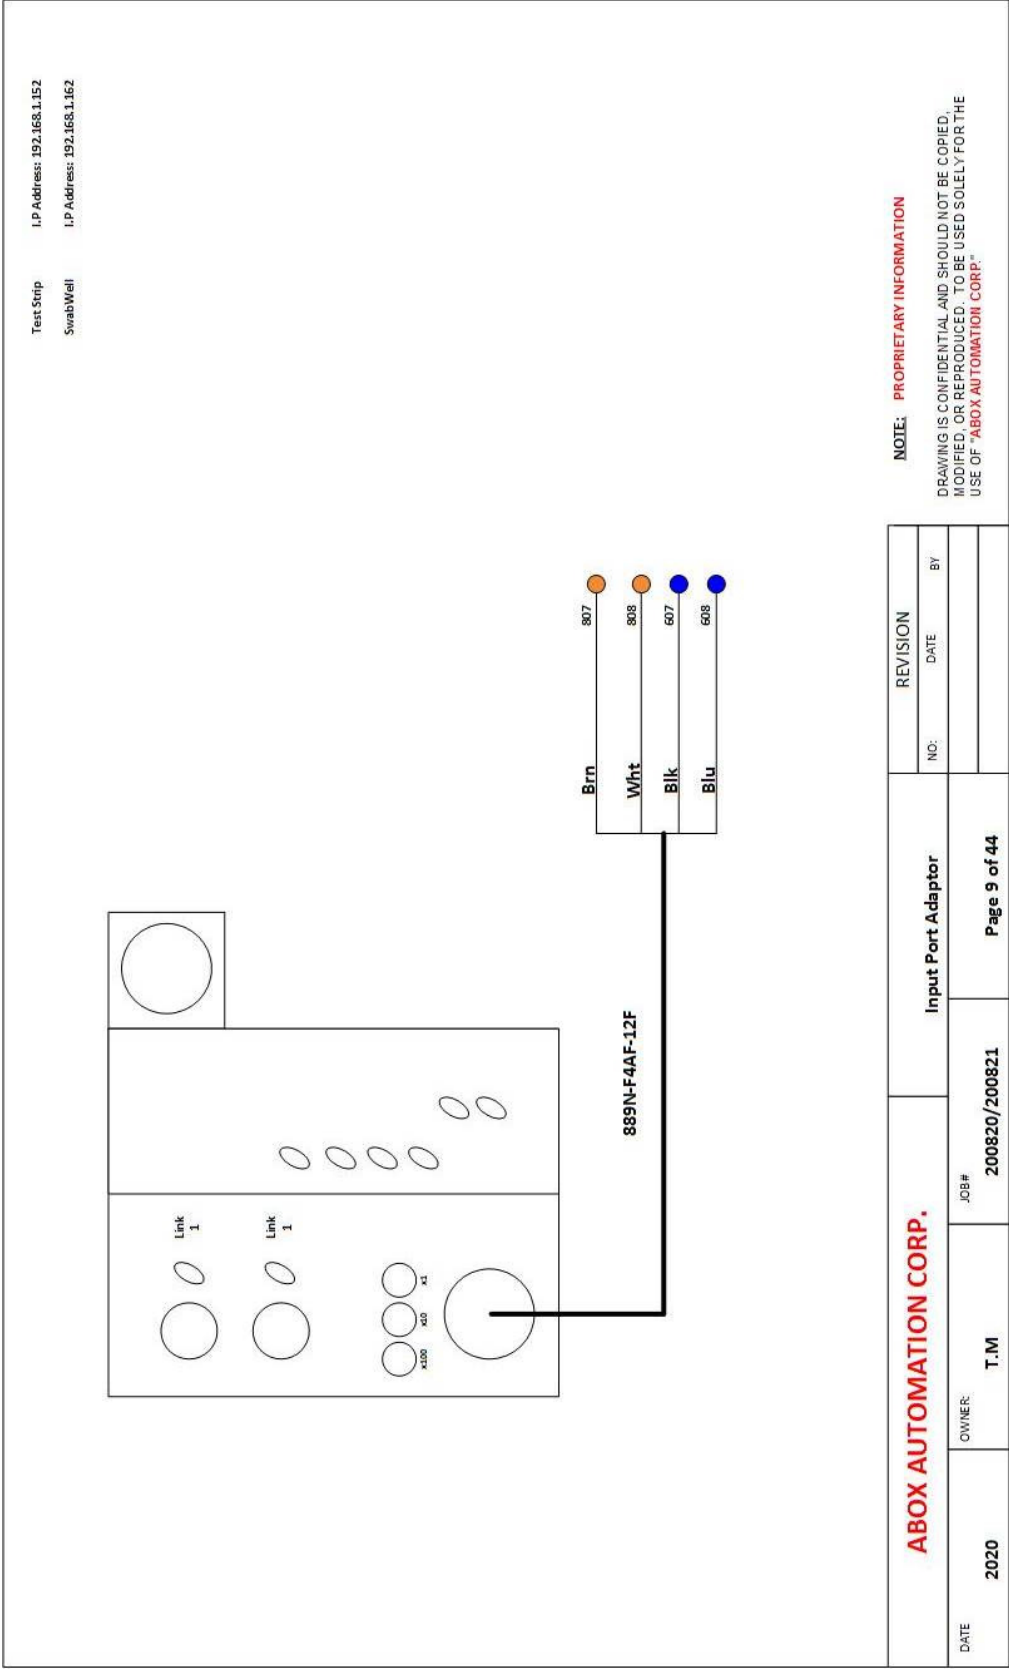 Test Strip I.P Address: 192.168.1.152
SwabWell I.P Address: 192.168.1.162
Link
1
Link
1
x100 x10 x1
889N-F4AF-12F
Brn 807
Wht 808
Blk 607
Blu 608
NOTE: PROPRIETARY INFORMATION
DRAWING IS CONFIDENTIAL AND SHOULD NOT BE COPIED,
MODIFIED, OR REPRODUCED. TO BE USED SOLELY FOR THE
USE OF "ABOX AUTOMATION CORP."
ABOX AUTOMATION CORP.
Input Port Adaptor
REVISION
NO: DATE BY
DATE 2020
OWNER: T.M
JOB# 200820/200821
Page 9 of 44